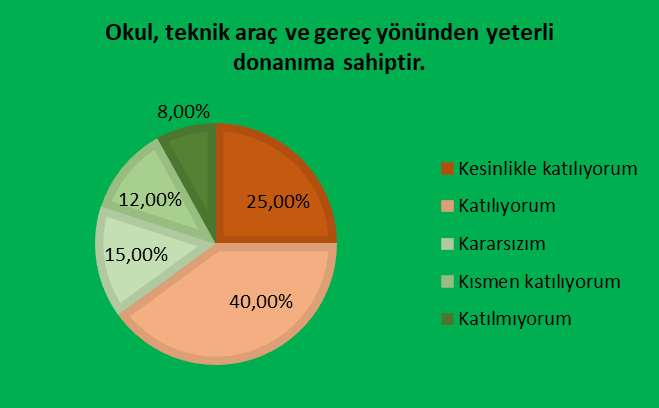 Okul, teknik araç ve gereç yönünden yeterli
donanıma sahiptir.
8,00%
25,00%
12,00%
15,00%
40,00%
Kesinlikle katılıyorum
Katılıyorum
Kararsızım
Kısmen katılıyorum
Katılmıyorum